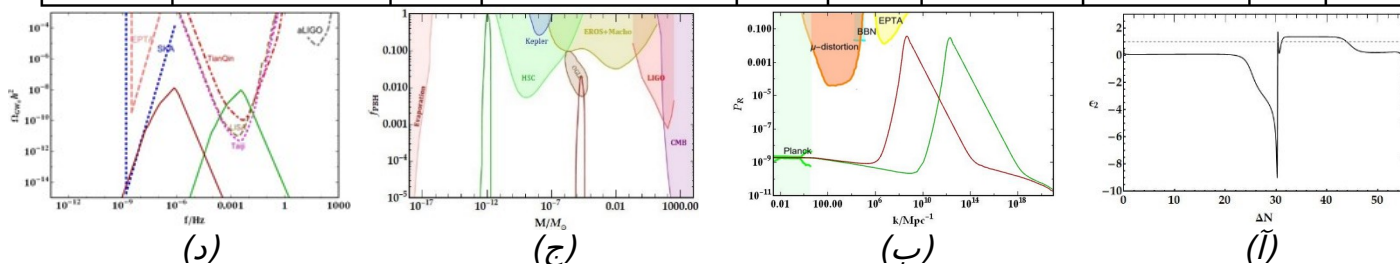 10⁻⁴
10⁻⁶
10⁻⁸
10⁻¹⁰
10⁻¹²
10⁻¹⁴
Ω_GW₀h²
EPTA
SKA
TianQin
aLIGO
LISA
Taiji
10⁻¹²
10⁻⁹
10⁻⁶
0.001
1
1000
f/Hz
(د)
1
0.100
0.010
0.001
10⁻⁴
10⁻⁵
f_PBH
Evaporation
HSC
Kepler
OGLE
EROS+Macho
LIGO
CMB
10⁻¹⁷
10⁻¹²
10⁻⁷
0.01
1000.00
M/M_⊙
(ج)
0.100
0.001
10⁻⁵
10⁻⁷
10⁻⁹
10⁻¹¹
P_R
μ-distortion
BBN
EPTA
Planck
0.01
100.00
10⁶
10¹⁰
10¹⁴
10¹⁸
k/Mpc⁻¹
(ب)
2
0
-2
-4
-6
-8
-10
ϵ₂
0
10
20
30
40
50
ΔN
(آ)